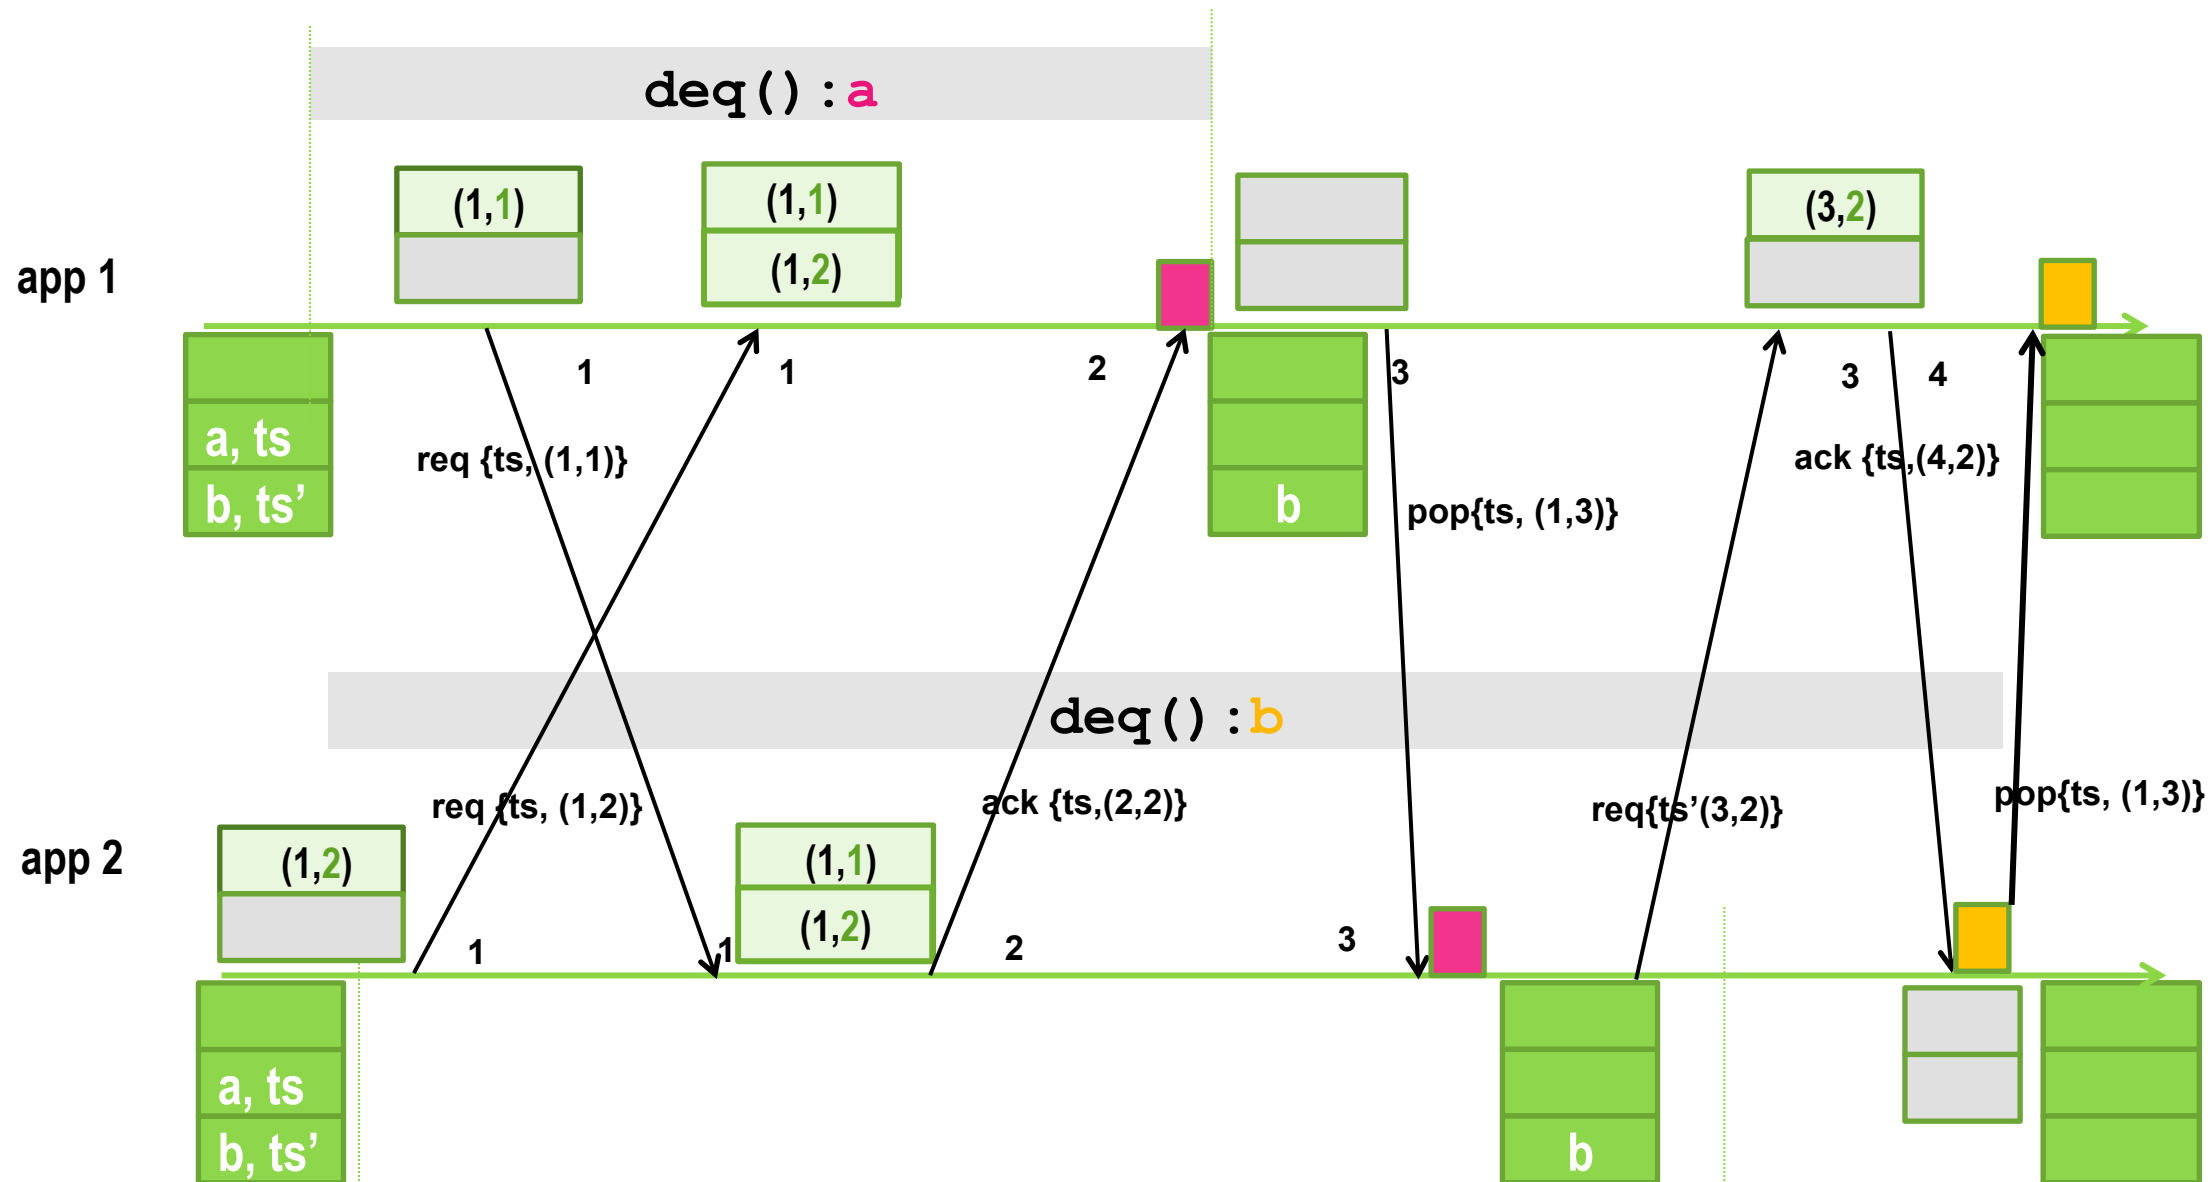 deq():a
(1,1)
(1,1)
(1,2)
(3,2)
app 1
1
1
2
3
3
4
a, ts
b, ts’
req {ts, (1,1)}
ack {ts,(4,2)}
b
pop{ts, (1,3)}
deq():b
req {ts, (1,2)}
ack {ts,(2,2)}
req{ts’(3,2)}
pop{ts, (1,3)}
app 2
(1,2)
(1,1)
(1,2)
1
1
2
3
a, ts
b, ts’
b